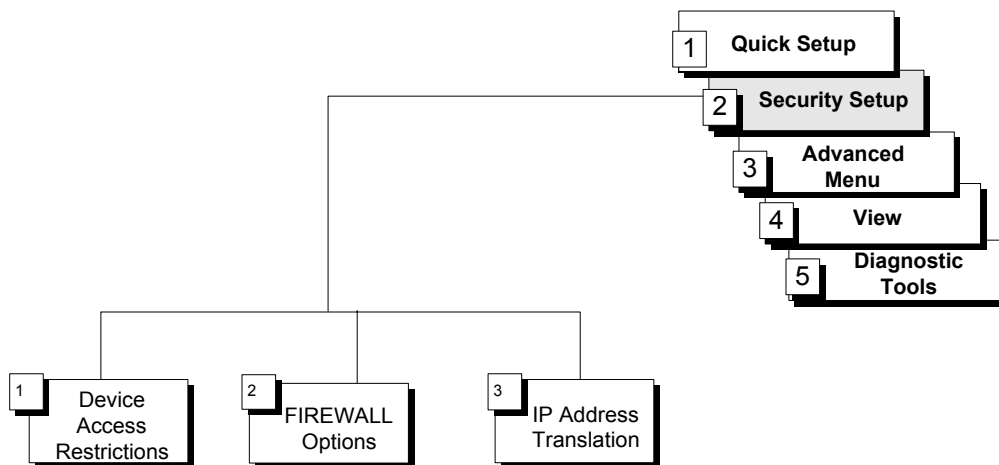 1
Quick Setup
2
Security Setup
3
Advanced
Menu
4
View
5
Diagnostic
Tools
1
Device
Access
Restrictions
2
FIREWALL
Options
3
IP Address
Translation